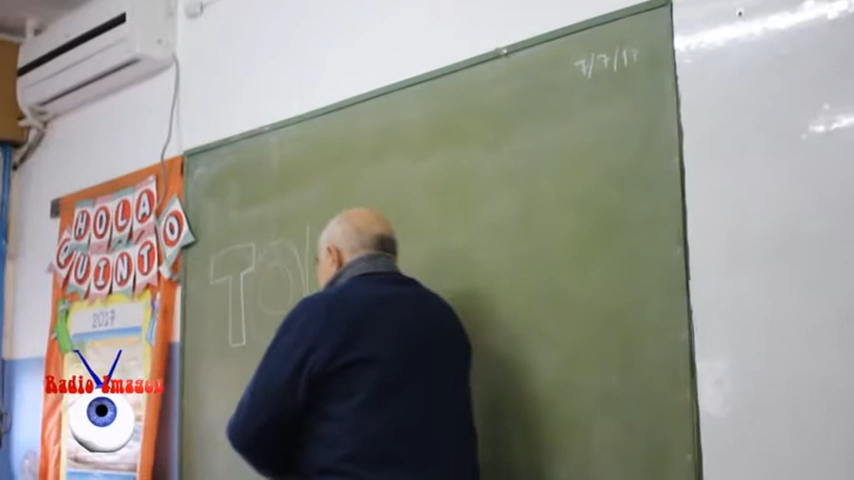 7/7/17
HOLA
QUINTO
TO
2017
Radio Imagen